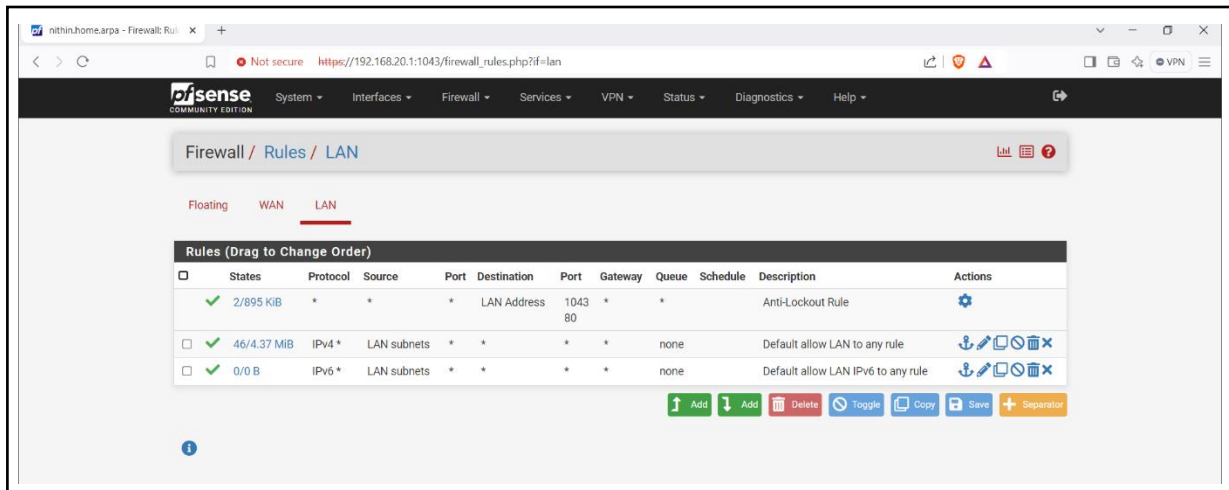 nithin.home.arpa - Firewall: Rul
Not secure https://192.168.20.1:1043/firewall_rules.php?if=lan VPN
pfsense System Interfaces Firewall Services VPN Status Diagnostics Help
COMMUNITY EDITION
Firewall / Rules / LAN
Floating WAN LAN
Rules (Drag to Change Order)
States Protocol Source Port Destination Port Gateway Queue Schedule Description Actions
2/895 KiB * * * LAN Address 1043 * * Anti-Lockout Rule
80
46/4.37 MiB IPv4 * LAN subnets * * * * none Default allow LAN to any rule
0/0 B IPv6 * LAN subnets * * * * none Default allow LAN IPv6 to any rule
Add Add Delete Toggle Copy Save Separator